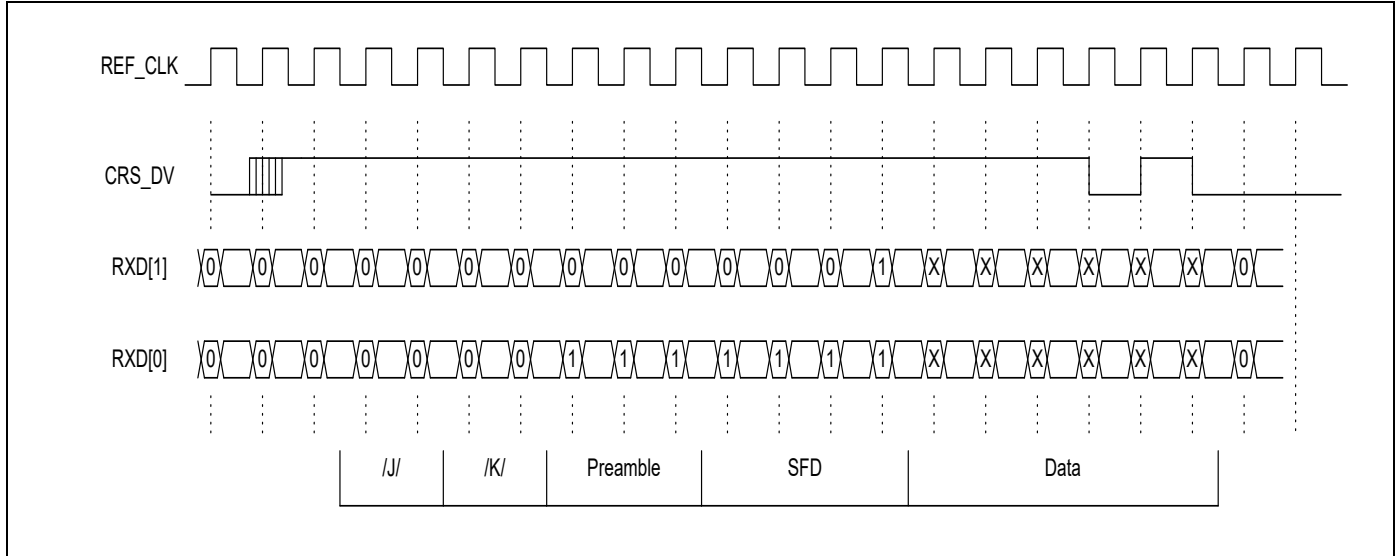 REF_CLK
CRS_DV
RXD[1] 0 0 0 0 0 0 0 0 0 0 0 0 0 1 X X X X X X 0
RXD[0] 0 0 0 0 0 0 0 1 1 1 1 1 1 1 X X X X X X 0
/J/ /K/ Preamble SFD Data